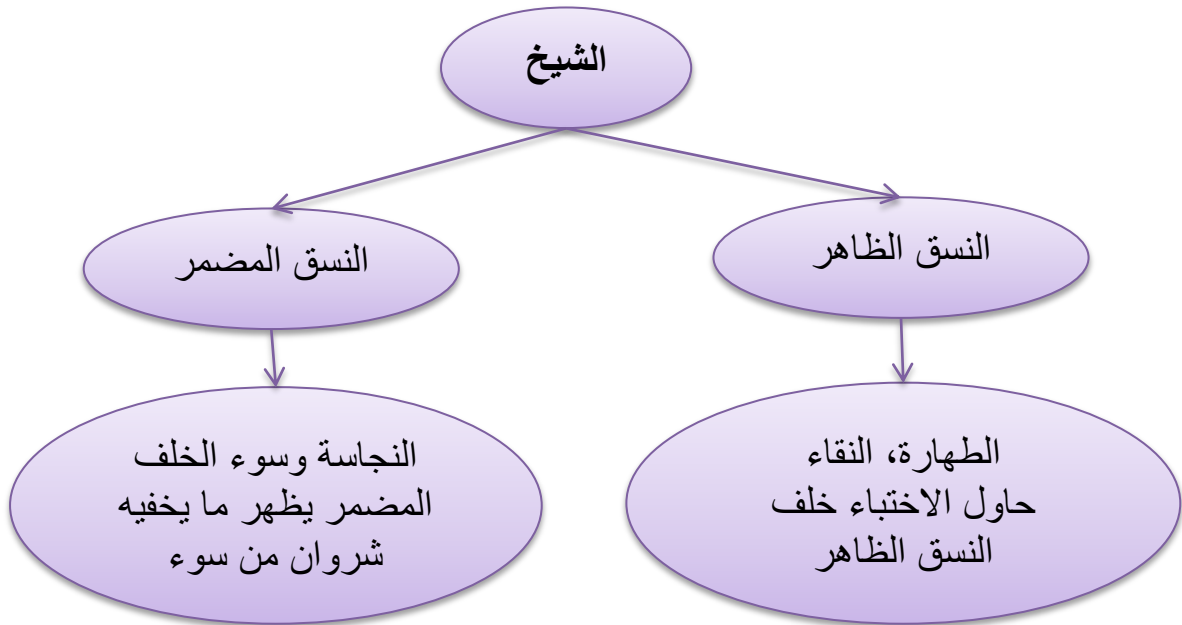 الشيخ
النسق الظاهر
النسق المضمر
الطهارة، النقاء
حاول الاختباء خلف
النسق الظاهر
النجاسة وسوء الخلف
المضمر يظهر ما يخفيه
شروان من سوء